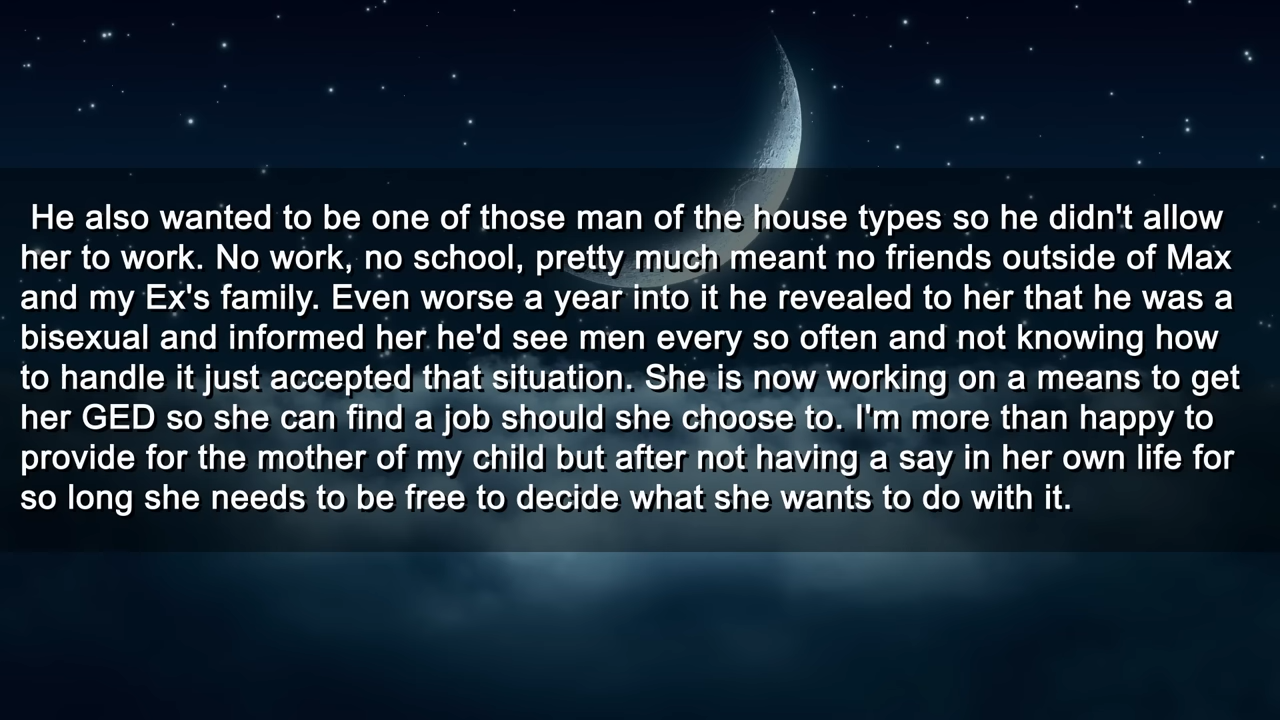 He also wanted to be one of those man of the house types so he didn't allow
her to work. No work, no school, pretty much meant no friends outside of Max
and my Ex's family. Even worse a year into it he revealed to her that he was a
bisexual and informed her he'd see men every so often and not knowing how
to handle it just accepted that situation. She is now working on a means to get
her GED so she can find a job should she choose to. I'm more than happy to
provide for the mother of my child but after not having a say in her own life for
so long she needs to be free to decide what she wants to do with it.